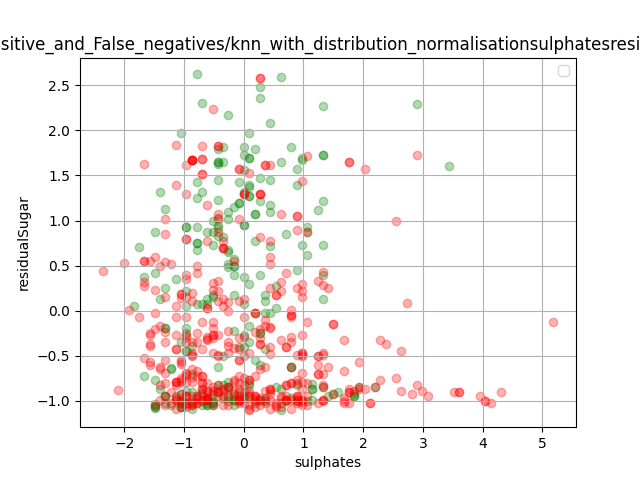 sitive_and_False_negatives/knn_with_distribution_normalisationsulphatesresi
2.5
2.0
1.5
1.0
0.5
0.0
−0.5
−1.0
residualSugar
−2 −1 0 1 2 3 4 5
sulphates